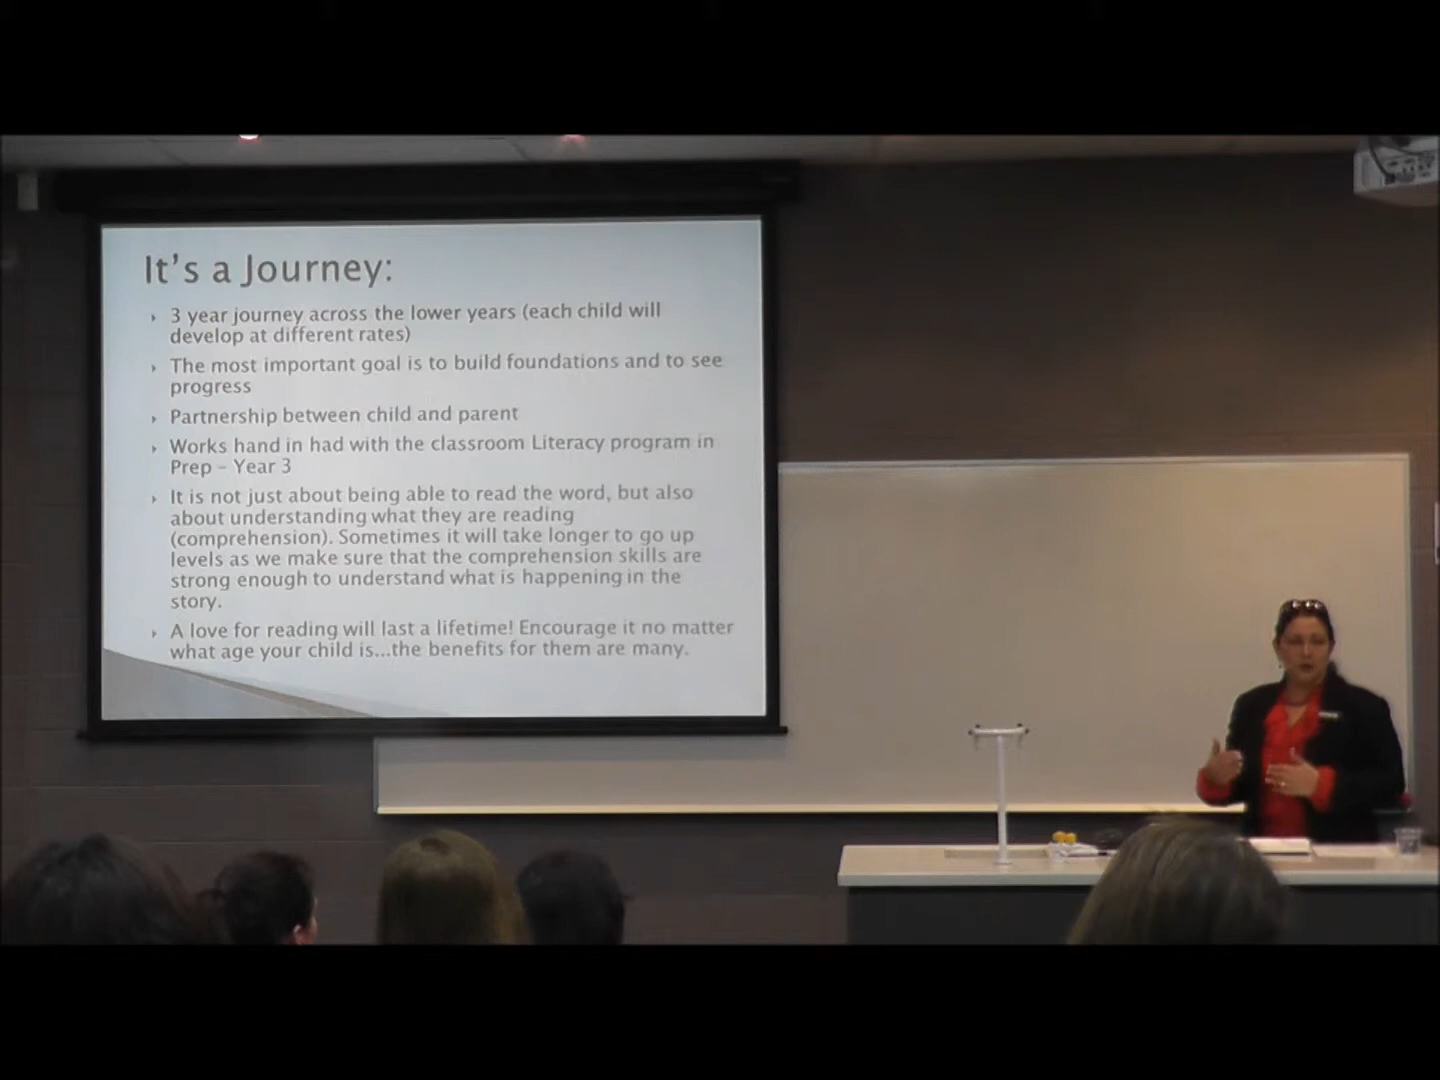 It's a Journey:
3 year journey across the lower years (each child will
develop at different rates)
The most important goal is to build foundations and to see
progress
Partnership between child and parent
Works hand in had with the classroom Literacy program in
Prep – Year 3
It is not just about being able to read the word, but also
about understanding what they are reading
(comprehension). Sometimes it will take longer to go up
levels as we make sure that the comprehension skills are
strong enough to understand what is happening in the
story.
A love for reading will last a lifetime! Encourage it no matter
what age your child is...the benefits for them are many.